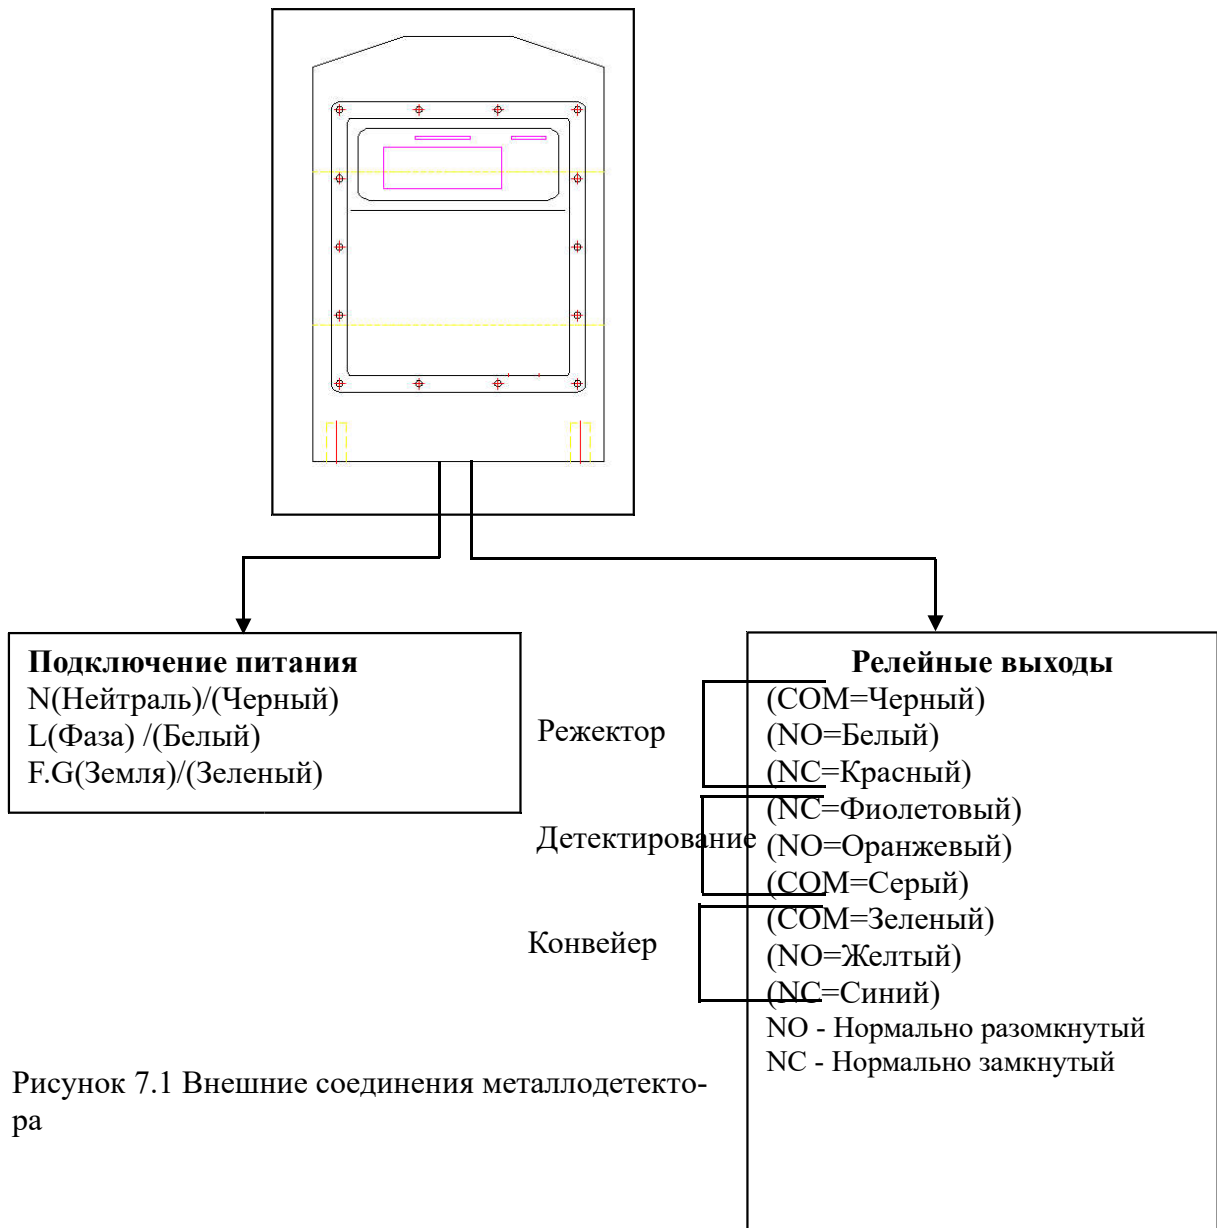 Подключение питания
N(Нейтраль)/(Черный)
L(Фаза) /(Белый)
F.G(Земля)/(Зеленый)
Режектор
Детектирование
Конвейер
Релейные выходы
(COM=Черный)
(NO=Белый)
(NC=Красный)
(NC=Фиолетовый)
(NO=Оранжевый)
(COM=Серый)
(COM=Зеленый)
(NO=Желтый)
(NC=Синий)
NO - Нормально разомкнутый
NC - Нормально замкнутый
Рисунок 7.1 Внешние соединения металлодетекто-
ра